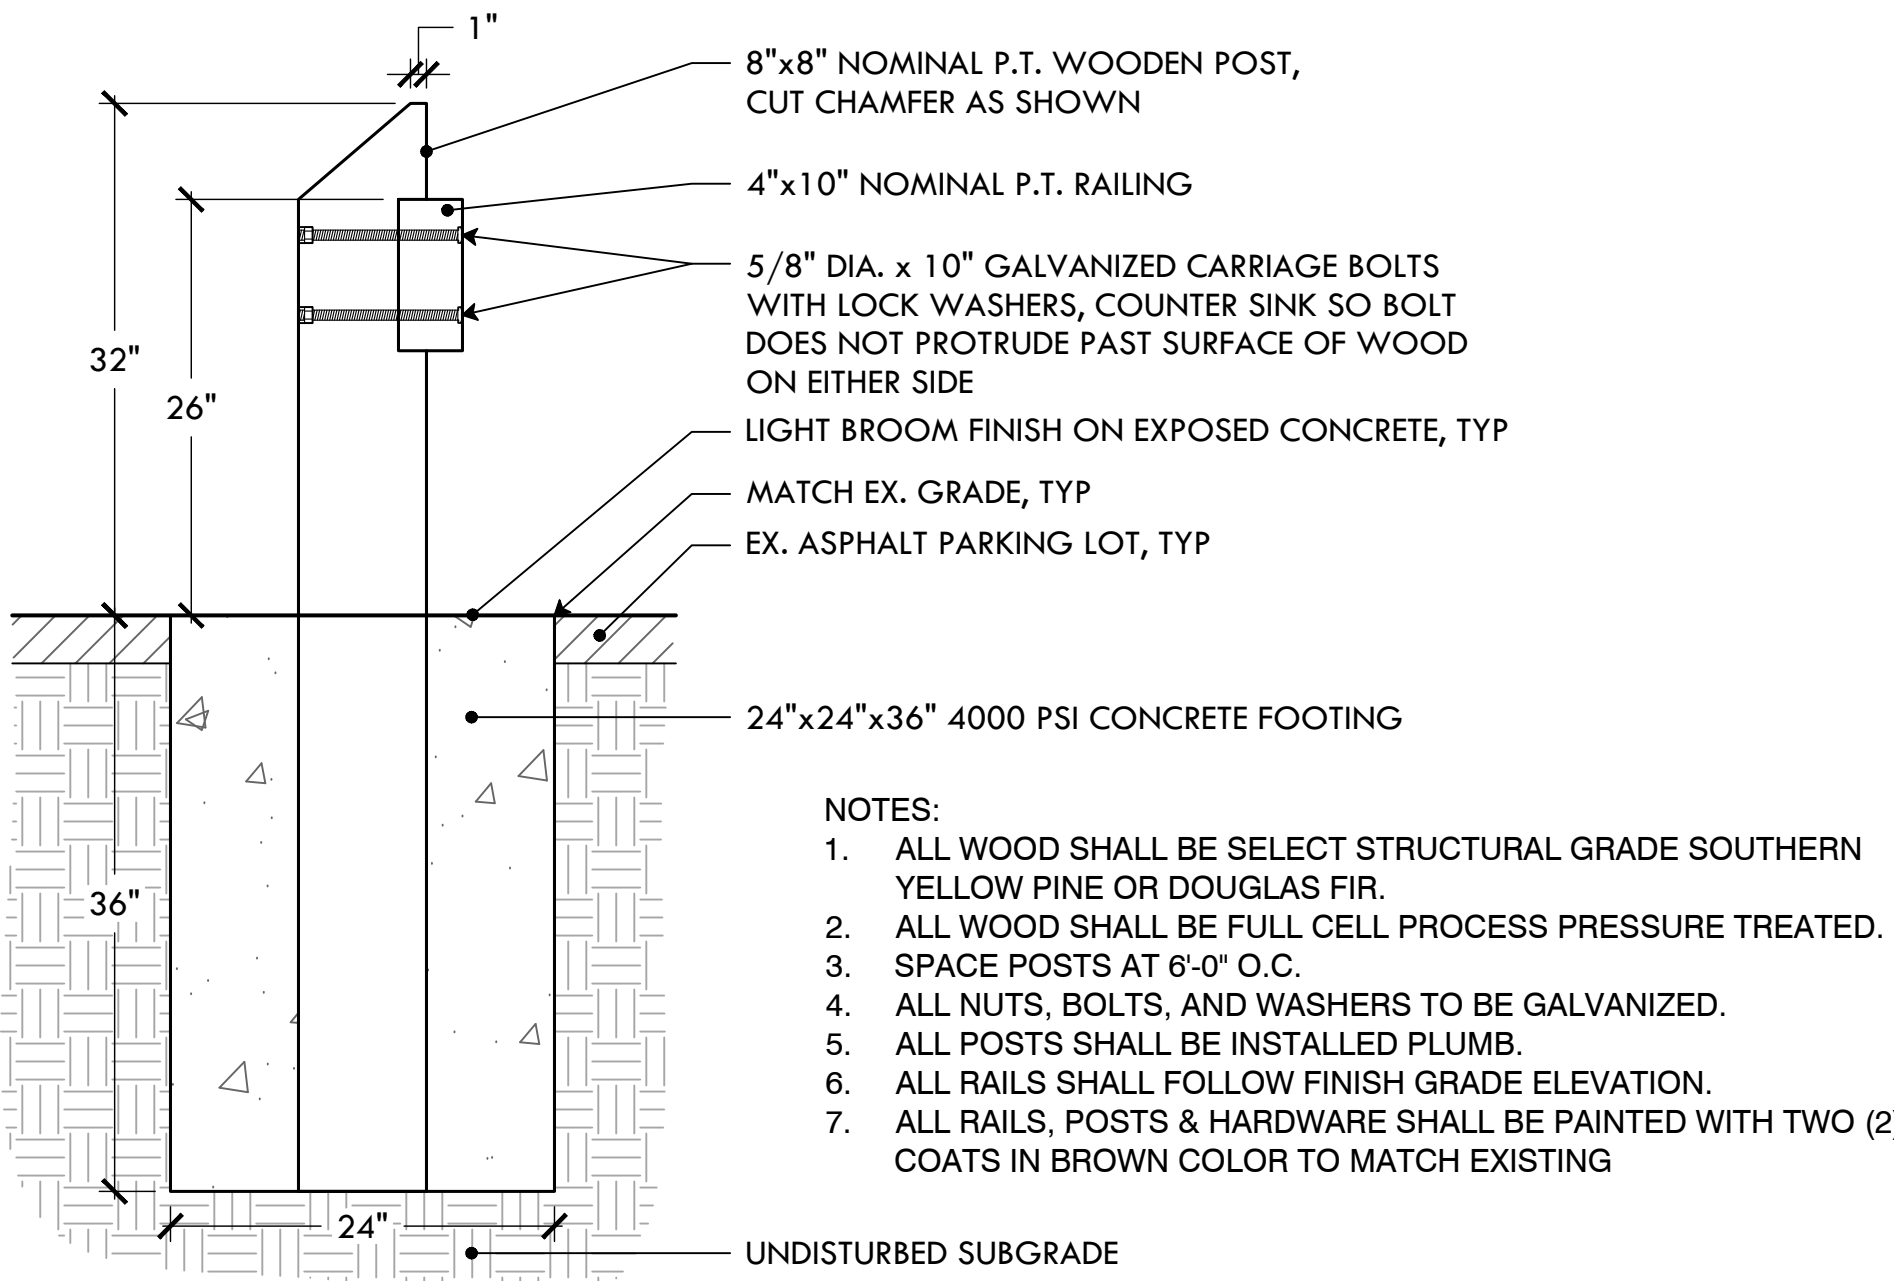 1"
8"x8" NOMINAL P.T. WOODEN POST,
CUT CHAMFER AS SHOWN
4"x10" NOMINAL P.T. RAILING
5/8" DIA. x 10" GALVANIZED CARRIAGE BOLTS
WITH LOCK WASHERS, COUNTER SINK SO BOLT
DOES NOT PROTRUDE PAST SURFACE OF WOOD
ON EITHER SIDE
32"
26"
LIGHT BROOM FINISH ON EXPOSED CONCRETE, TYP
MATCH EX. GRADE, TYP
EX. ASPHALT PARKING LOT, TYP
24"x24"x36" 4000 PSI CONCRETE FOOTING
36"
NOTES:
1. ALL WOOD SHALL BE SELECT STRUCTURAL GRADE SOUTHERN
YELLOW PINE OR DOUGLAS FIR.
2. ALL WOOD SHALL BE FULL CELL PROCESS PRESSURE TREATED.
3. SPACE POSTS AT 6'-0" O.C.
4. ALL NUTS, BOLTS, AND WASHERS TO BE GALVANIZED.
5. ALL POSTS SHALL BE INSTALLED PLUMB.
6. ALL RAILS SHALL FOLLOW FINISH GRADE ELEVATION.
7. ALL RAILS, POSTS & HARDWARE SHALL BE PAINTED WITH TWO (2)
COATS IN BROWN COLOR TO MATCH EXISTING
24"
UNDISTURBED SUBGRADE